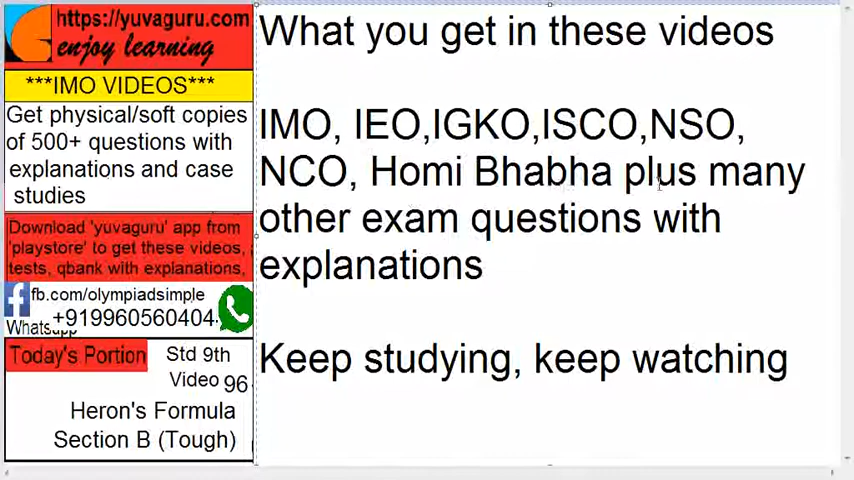 https://yuvaguru.com
enjoy learning
***IMO VIDEOS***
Get physical/soft copies
of 500+ questions with
explanations and case
studies
Download 'yuvaguru' app from
'playstore' to get these videos,
tests, qbank with explanations,
fb.com/olympiadsimple
+919960560404
Whatsapp
Today's Portion
Std 9th
Video 96
Heron's Formula
Section B (Tough)
What you get in these videos
IMO, IEO,IGKO,ISCO,NSO,
NCO, Homi Bhabha plus many
other exam questions with
explanations
Keep studying, keep watching